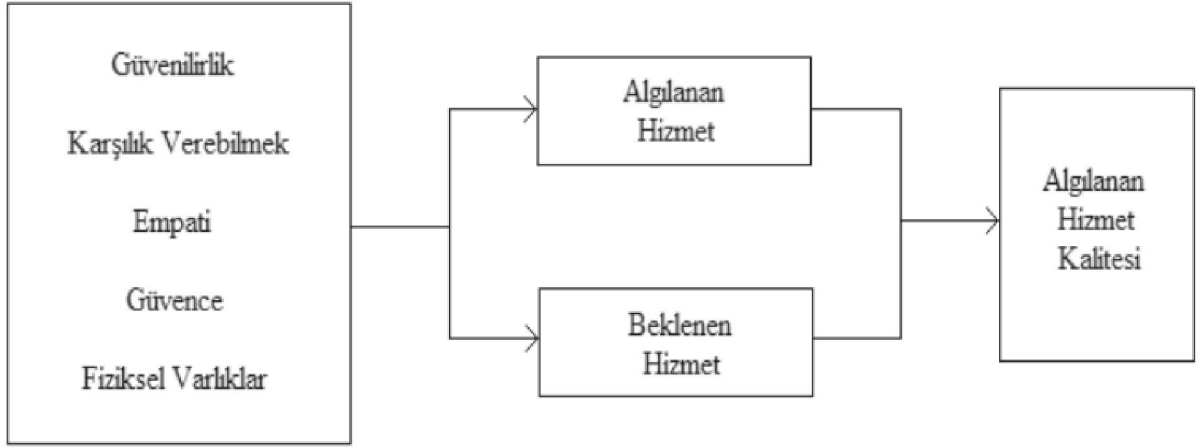 Güvenilirlik
Karşılık Verebilmek
Empati
Güvence
Fiziksel Varlıklar
Algılanan
Hizmet
Beklenen
Hizmet
Algılanan
Hizmet
Kalitesi